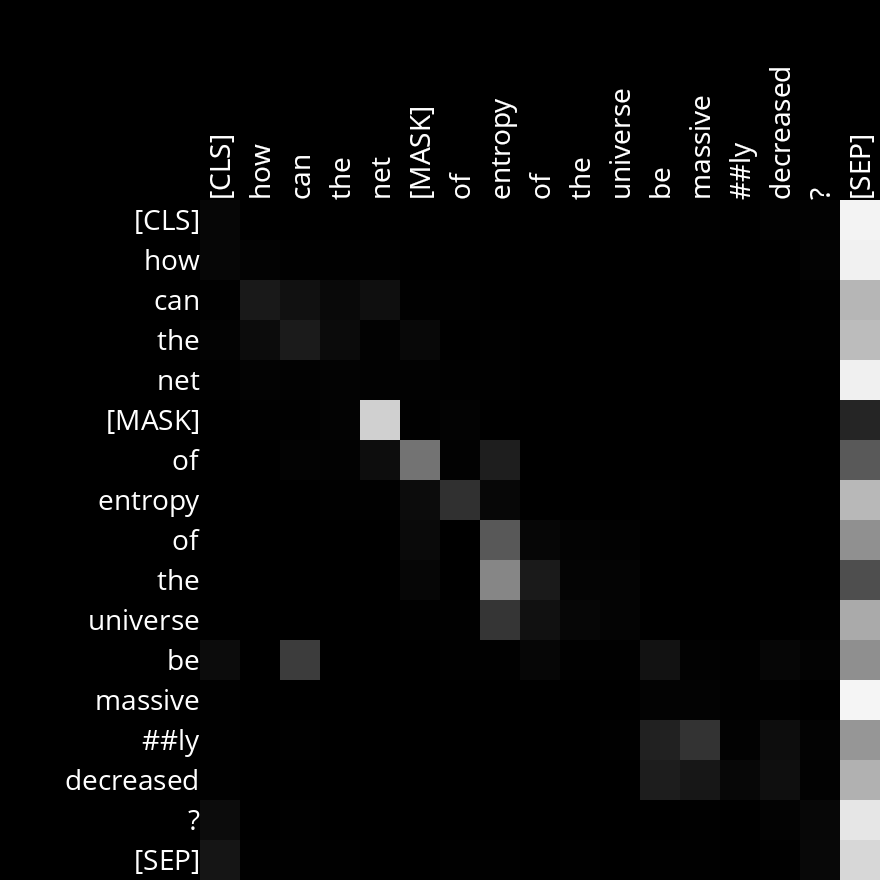 [CLS] how can the net [MASK] of entropy of the universe be massive ##ly decreased ? [SEP]
[CLS]
how
can
the
net
[MASK]
of
entropy
of
the
universe
be
massive
##ly
decreased
?
[SEP]